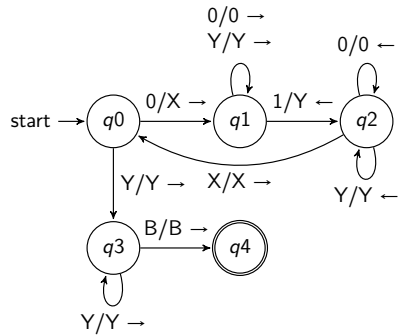 0/0 →
Y/Y →
0/0 ←
start
q0
0/X →
q1
1/Y ←
q2
Y/Y →
X/X →
Y/Y ←
q3
B/B →
q4
Y/Y →